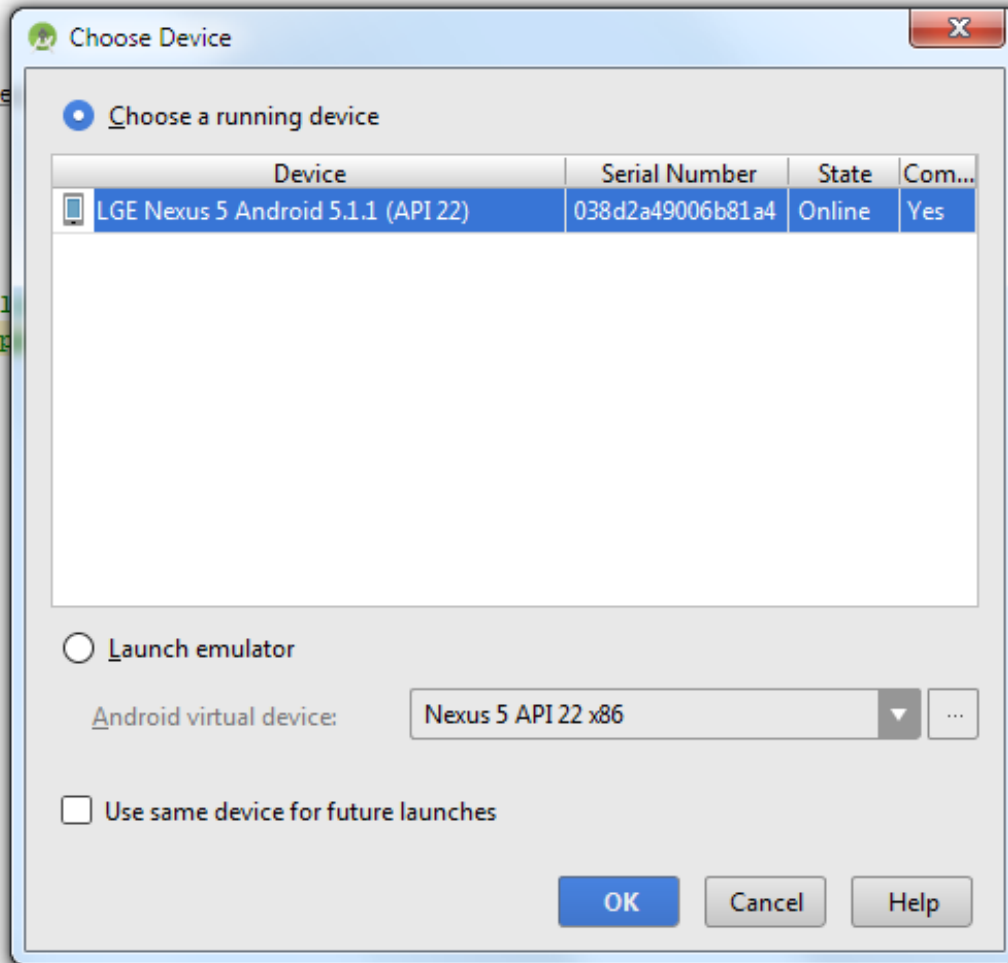 Choose Device
Choose a running device
Device Serial Number State Com...
LGE Nexus 5 Android 5.1.1 (API 22) 038d2a49006b81a4 Online Yes
Launch emulator
Android virtual device: Nexus 5 API 22 x86 ...
Use same device for future launches
OK Cancel Help